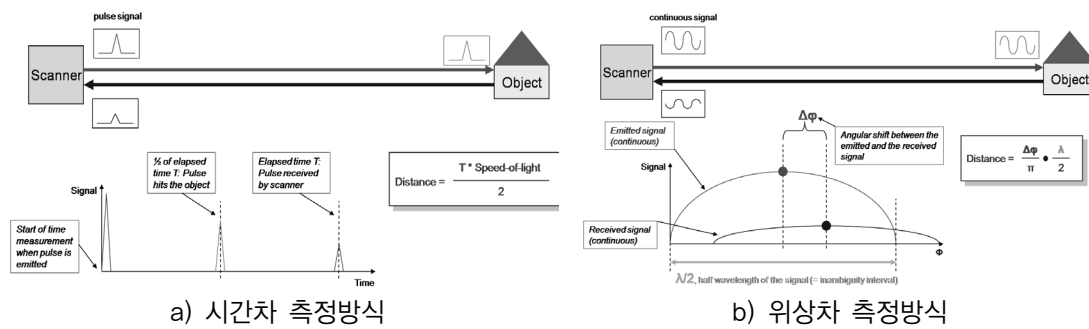 pulse signal
Scanner
Object
½ of elapsed
time T: Pulse
hits the object
Elapsed time T:
Pulse received
by scanner
Signal
Start of time
measurement
when pulse is
emitted
Time
Distance = T * Speed-of-light
2
a) 시간차 측정방식
continuous signal
Scanner
Object
Δφ
Emitted signal
(continuous)
Angular shift between the
emitted and the received
signal
Signal
Received signal
(continuous)
Φ
λ/2, half wavelength of the signal (= inambiguity interval)
Distance = Δφ • λ
π 2
b) 위상차 측정방식